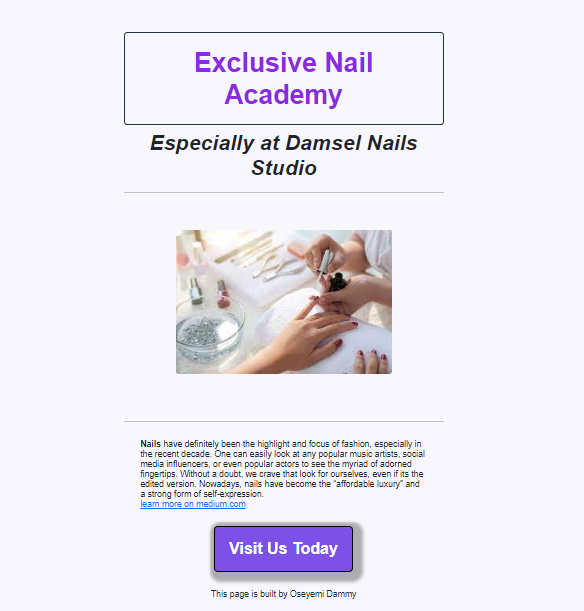 Exclusive Nail
Academy
Especially at Damsel Nails
Studio
Nails have definitely been the highlight and focus of fashion, especially in
the recent decade. One can easily look at any popular music artists, social
media influencers, or even popular actors to see the myriad of adorned
fingertips. Without a doubt, we crave that look for ourselves, even if its the
edited version. Nowadays, nails have become the "affordable luxury" and
a strong form of self-expression.
learn more on medium.com
Visit Us Today
This page is built by Oseyemi Dammy